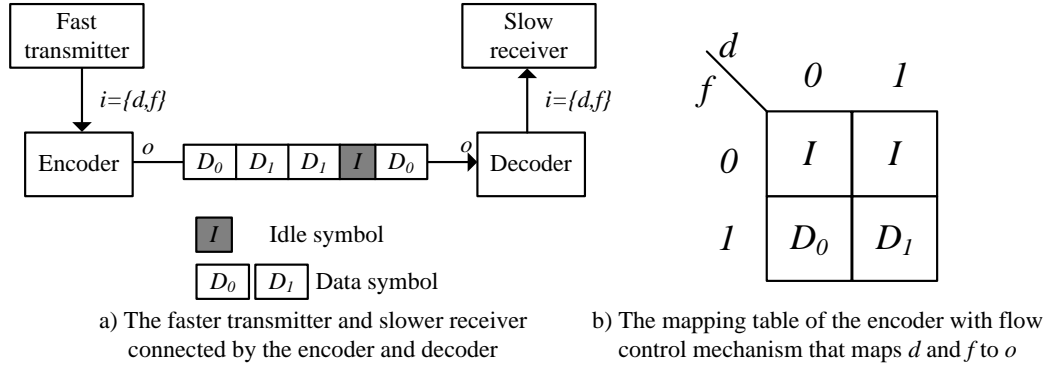 Fast
transmitter
Slow
receiver
i={d,f}
i={d,f}
Encoder
o
D0
D1
D1
I
D0
o
Decoder
I
Idle symbol
D0
D1
Data symbol
a) The faster transmitter and slower receiver
connected by the encoder and decoder
d
f
0
1
0
I
I
1
D0
D1
b) The mapping table of the encoder with flow
control mechanism that maps d and f to o